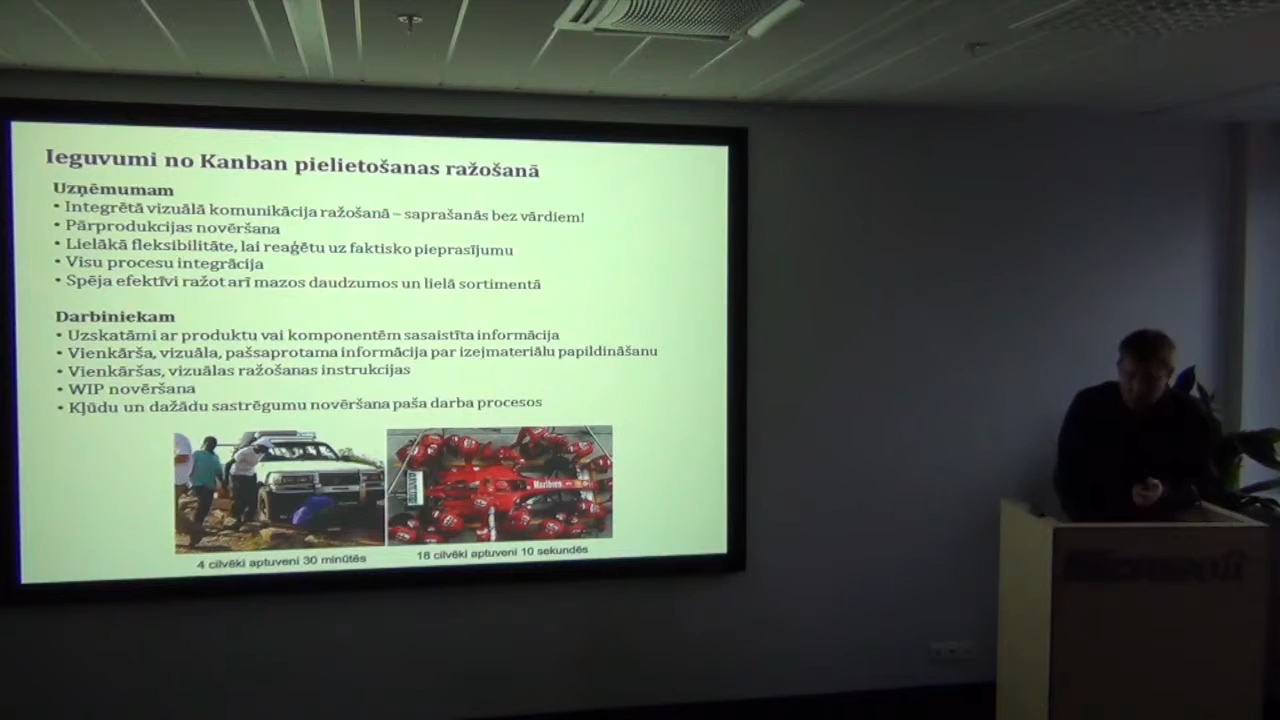 Ieguvumi no Kanban pielietošanas ražošanā
Uzņēmumam
• Integrētā vizuālā komunikācija ražošanā – saprašanās bez vārdiem!
• Pārprodukcijas novēršana
• Lielākā fleksibilitāte, lai reaģētu uz faktisko pieprasījumu
• Visu procesu integrācija
• Spēja efektīvi ražot arī mazos daudzumos un lielā sortimentā
Darbiniekam
• Uzskatāmi ar produktu vai komponentēm sasaistīta informācija
• Vienkārša, vizuāla, pašsaprotama informācija par izejmateriālu papildināšanu
• Vienkāršas, vizuālas ražošanas instrukcijas
• WIP novēršana
• Kļūdu un dažādu sastrēgumu novēršana paša darba procesos
Marlboro
4 cilvēki aptuveni 30 minūtēs
18 cilvēki aptuveni 10 sekundēs